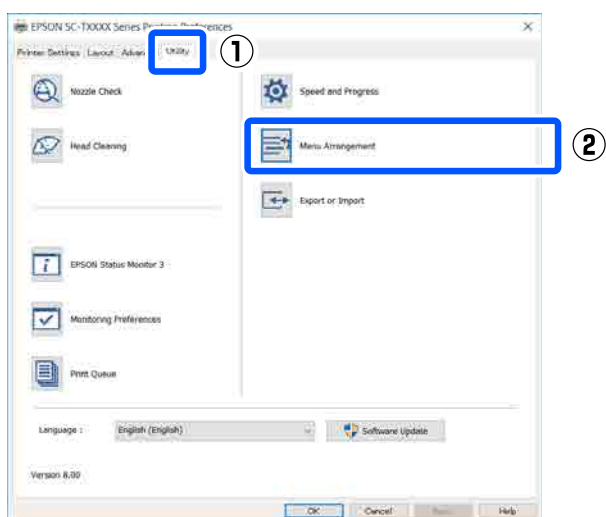 EPSON SC-TXXXX Series Printing Preferences
Printer Settings Layout Advan Utility
①
Nozzle Check
Speed and Progress
Head Cleaning
Menu Arrangement
②
Export or Import
EPSON Status Monitor 3
Monitoring Preferences
Print Queue
Language : English (English) Software Update
Version 8.00
OK Cancel Help